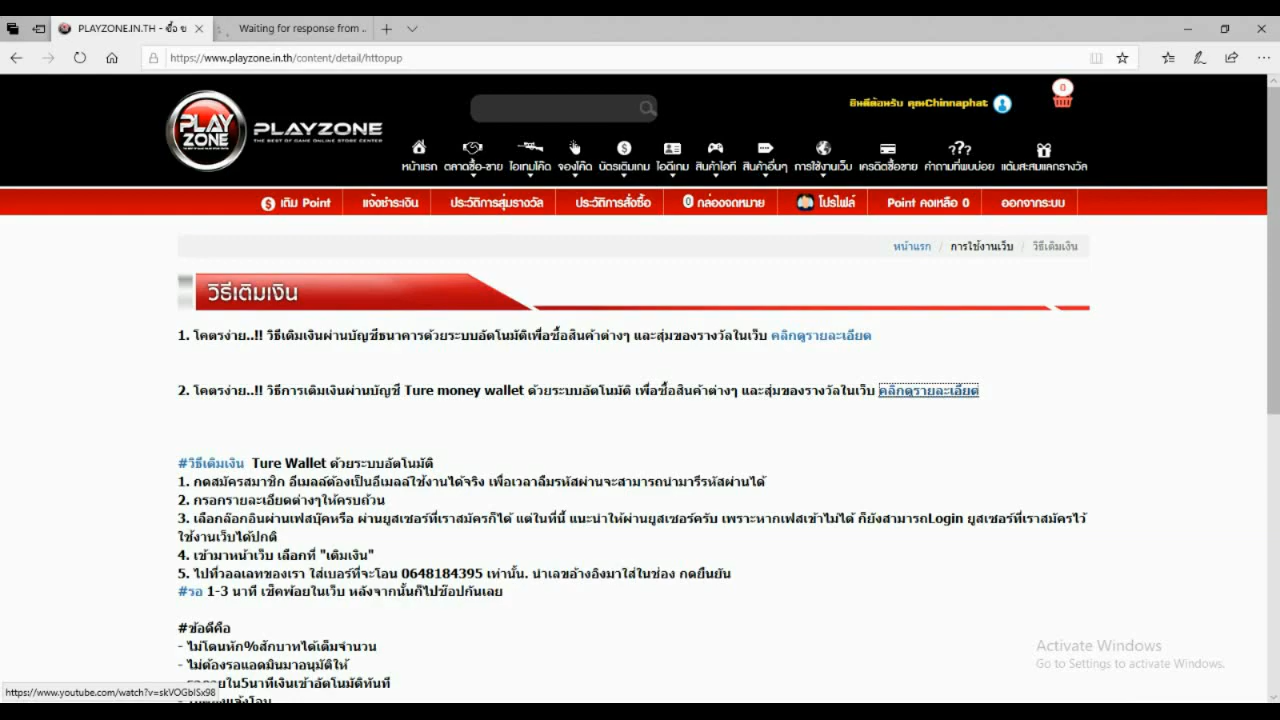 PLAYZONE.IN.TH - ซื้อ ข
Waiting for response from ..
https://www.playzone.in.th/content/detail/httopup
PLAY ZONE
PLAYZONE
THE BEST OF GAME ONLINE STORE CENTER
ยินดีต้อนรับ คุณChinnaphat
0
หน้าแรก ตลาดซื้อ-ขาย ไอเทมโค๊ด จองโค๊ด บัตรเติมเกม ไอดีเกม สินค้าไอที สินค้าอื่นๆ การใช้งานเว็บ เครดิตซื้อขาย คำถามที่พบบ่อย แต้มสะสมแลกรางวัล
เติม Point แจ้งชำระเงิน ประวัติการสุ่มรางวัล ประวัติการสั่งซื้อ 0 กล่องจดหมาย โปรไฟล์ Point คงเหลือ 0 ออกจากระบบ
หน้าแรก / การใช้งานเว็บ / วิธีเติมเงิน
วิธีเติมเงิน
1. โคตรง่าย..!! วิธีเติมเงินผ่านบัญชีธนาคารด้วยระบบอัตโนมัติเพื่อซื้อสินค้าต่างๆ และสุ่มของรางวัลในเว็บ คลิกดูรายละเอียด
2. โคตรง่าย..!! วิธีการเติมเงินผ่านบัญชี Ture money wallet ด้วยระบบอัตโนมัติ เพื่อซื้อสินค้าต่างๆ และสุ่มของรางวัลในเว็บ คลิกดูรายละเอียด
#วิธีเติมเงิน Ture Wallet ด้วยระบบอัตโนมัติ
1. กดสมัครสมาชิก อีเมลล์ต้องเป็นอีเมลล์ใช้งานได้จริง เพื่อเวลาลืมรหัสผ่านจะสามารถนำมารีรหัสผ่านได้
2. กรอกรายละเอียดต่างๆให้ครบถ้วน
3. เลือกล๊อกอินผ่านเฟสบุ๊คหรือ ผ่านยูสเซอร์ที่เราสมัครก็ได้ แต่ในที่นี้ แนะนำให้ผ่านยูสเซอร์ครับ เพราะหากเฟสเข้าไม่ได้ ก็ยังสามารถLogin ยูสเซอร์ที่เราสมัครไว้
ใช้งานเว็บได้ปกติ
4. เข้ามาหน้าเว็บ เลือกที่ "เติมเงิน"
5. ไปที่วอลเลทของเรา ใส่เบอร์ที่จะโอน 0648184395 เท่านั้น. นำเลขอ้างอิงมาใส่ในช่อง กดยืนยัน
#รอ 1-3 นาที เช็คพ้อยในเว็บ หลังจากนั้นก็ไปช๊อปกันเลย
#ข้อดีคือ
- ไม่โดนหัก%สักบาทได้เต็มจำนวน
- ไม่ต้องรอแอดมินมาอนุมัติให้
- รอภายใน5นาทีเงินเข้าอัตโนมัติทันที
Activate Windows
Go to Settings to activate Windows.
https://www.youtube.com/watch?v=skVOGbISx98